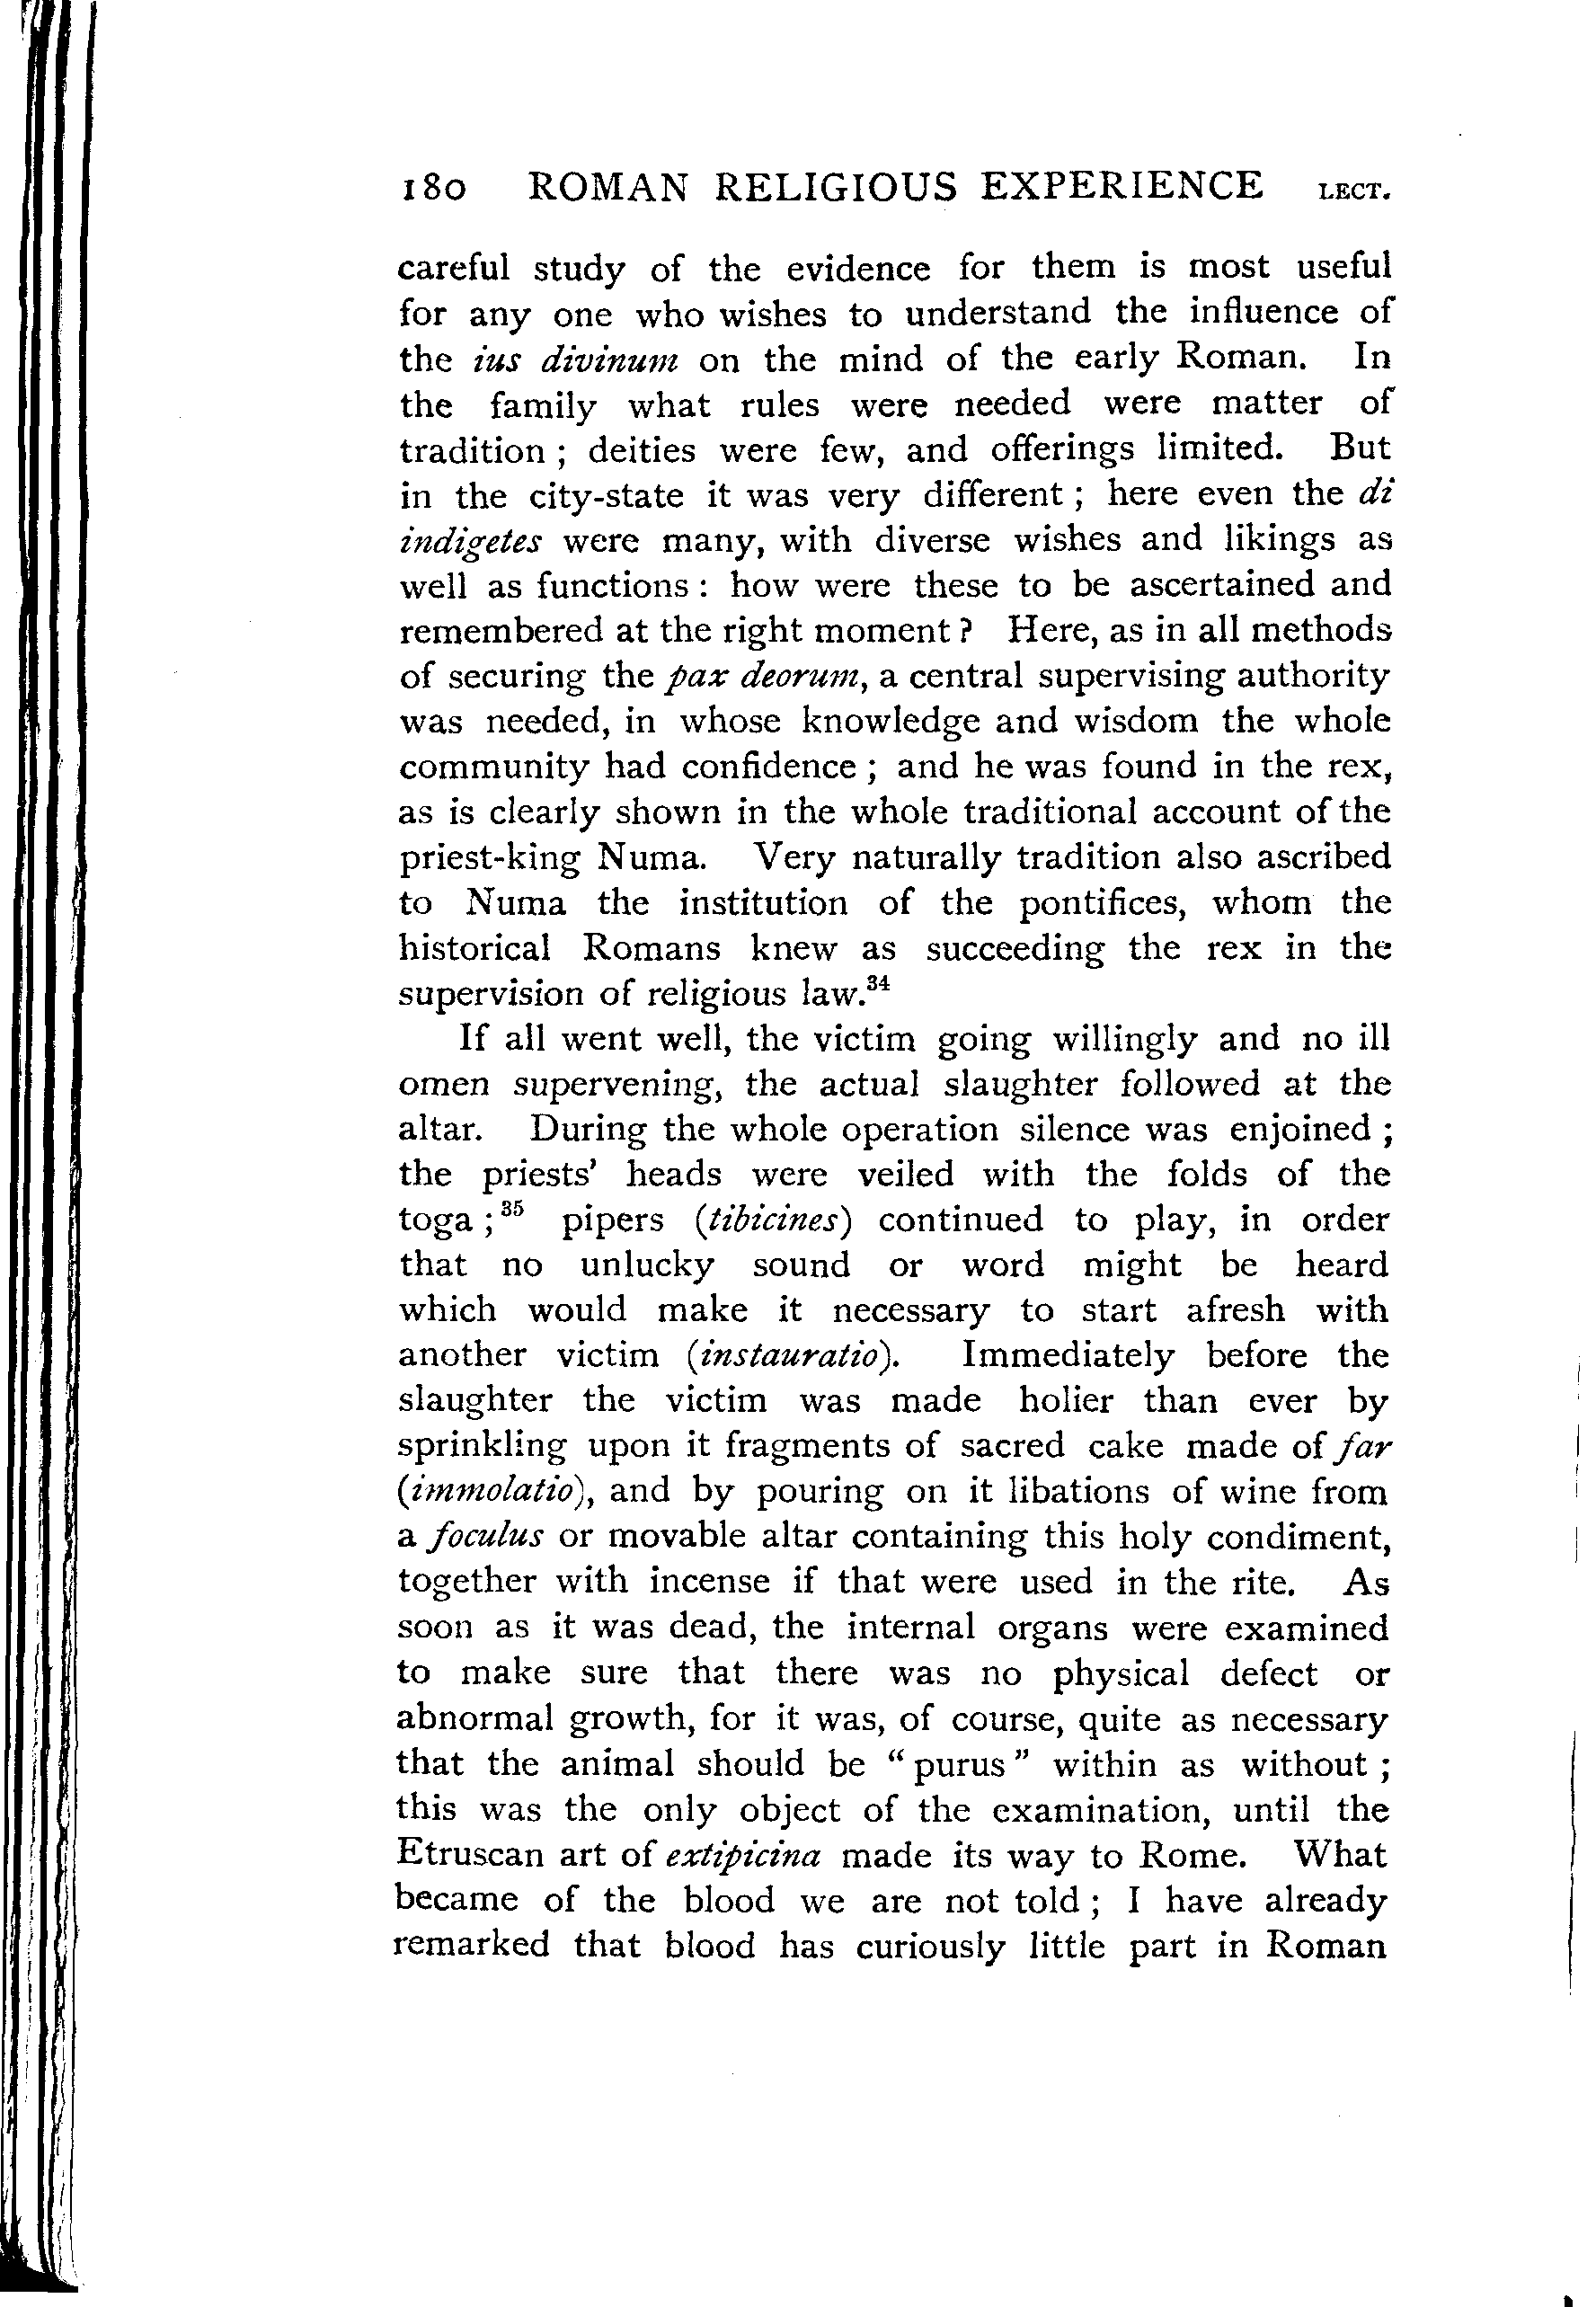 180 ROMAN RELIGIOUS EXPERIENCE LECT.
careful study of the evidence for them is most useful
for any one who wishes to understand the influence of
the ius divinum on the mind of the early Roman. In
the family what rules were needed were matter of
tradition ; deities were few, and offerings limited. But
in the city-state it was very different ; here even the di
indigetes were many, with diverse wishes and likings as
well as functions : how were these to be ascertained and
remembered at the right moment ? Here, as in all methods
of securing the pax deorum, a central supervising authority
was needed, in whose knowledge and wisdom the whole
community had confidence ; and he was found in the rex,
as is clearly shown in the whole traditional account of the
priest-king Numa. Very naturally tradition also ascribed
to Numa the institution of the pontifices, whom the
historical Romans knew as succeeding the rex in the
supervision of religious law.³⁴
If all went well, the victim going willingly and no ill
omen supervening, the actual slaughter followed at the
altar. During the whole operation silence was enjoined ;
the priests' heads were veiled with the folds of the
toga ;³⁵ pipers (tibicines) continued to play, in order
that no unlucky sound or word might be heard
which would make it necessary to start afresh with
another victim (instauratio). Immediately before the
slaughter the victim was made holier than ever by
sprinkling upon it fragments of sacred cake made of far
(immolatio), and by pouring on it libations of wine from
a foculus or movable altar containing this holy condiment,
together with incense if that were used in the rite. As
soon as it was dead, the internal organs were examined
to make sure that there was no physical defect or
abnormal growth, for it was, of course, quite as necessary
that the animal should be “ purus ” within as without ;
this was the only object of the examination, until the
Etruscan art of extipicina made its way to Rome. What
became of the blood we are not told ; I have already
remarked that blood has curiously little part in Roman